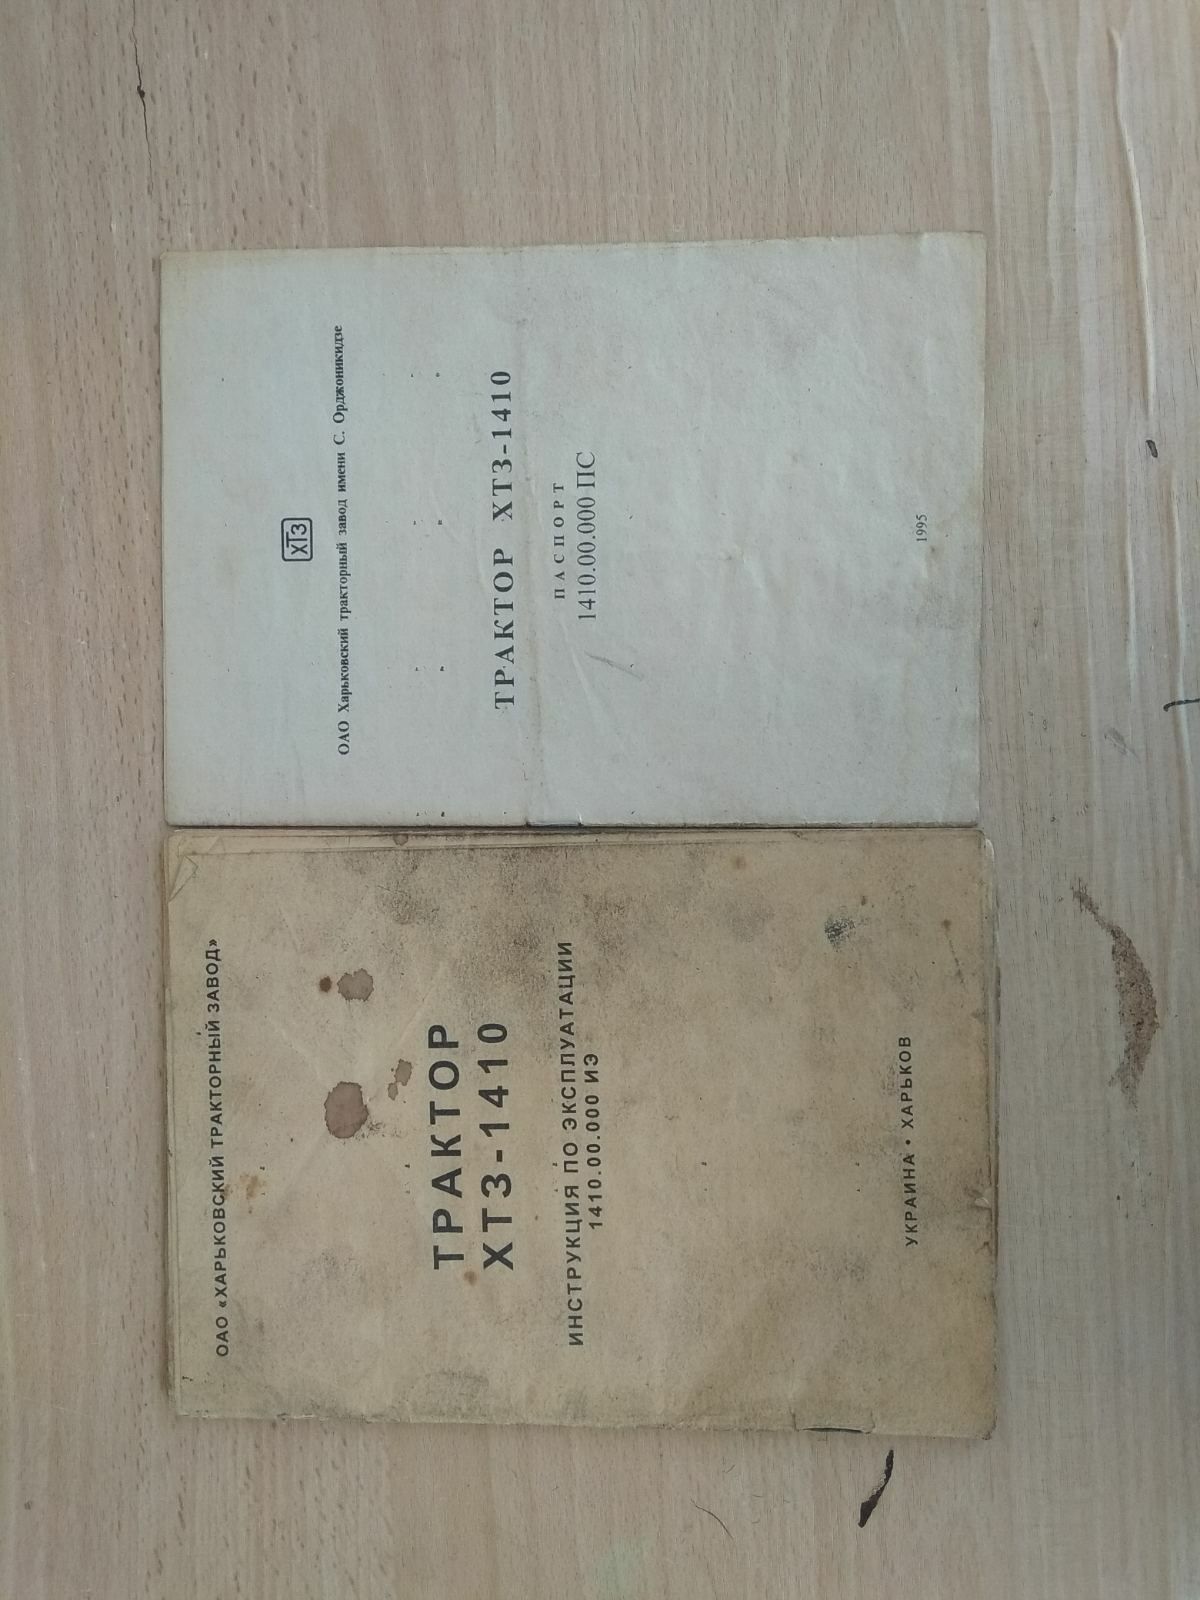 ОАО «ХАРЬКОВСКИЙ ТРАКТОРНЫЙ ЗАВОД»
ТРАКТОР
ХТЗ-1410
ИНСТРУКЦИЯ ПО ЭКСПЛУАТАЦИИ
1410.00.000 ИЭ
УКРАИНА • ХАРЬКОВ
ХТЗ
ОАО Харьковский тракторный завод имени С. Орджоникидзе
ТРАКТОР ХТЗ-1410
ПАСПОРТ
1410.00.000 ПС
1995